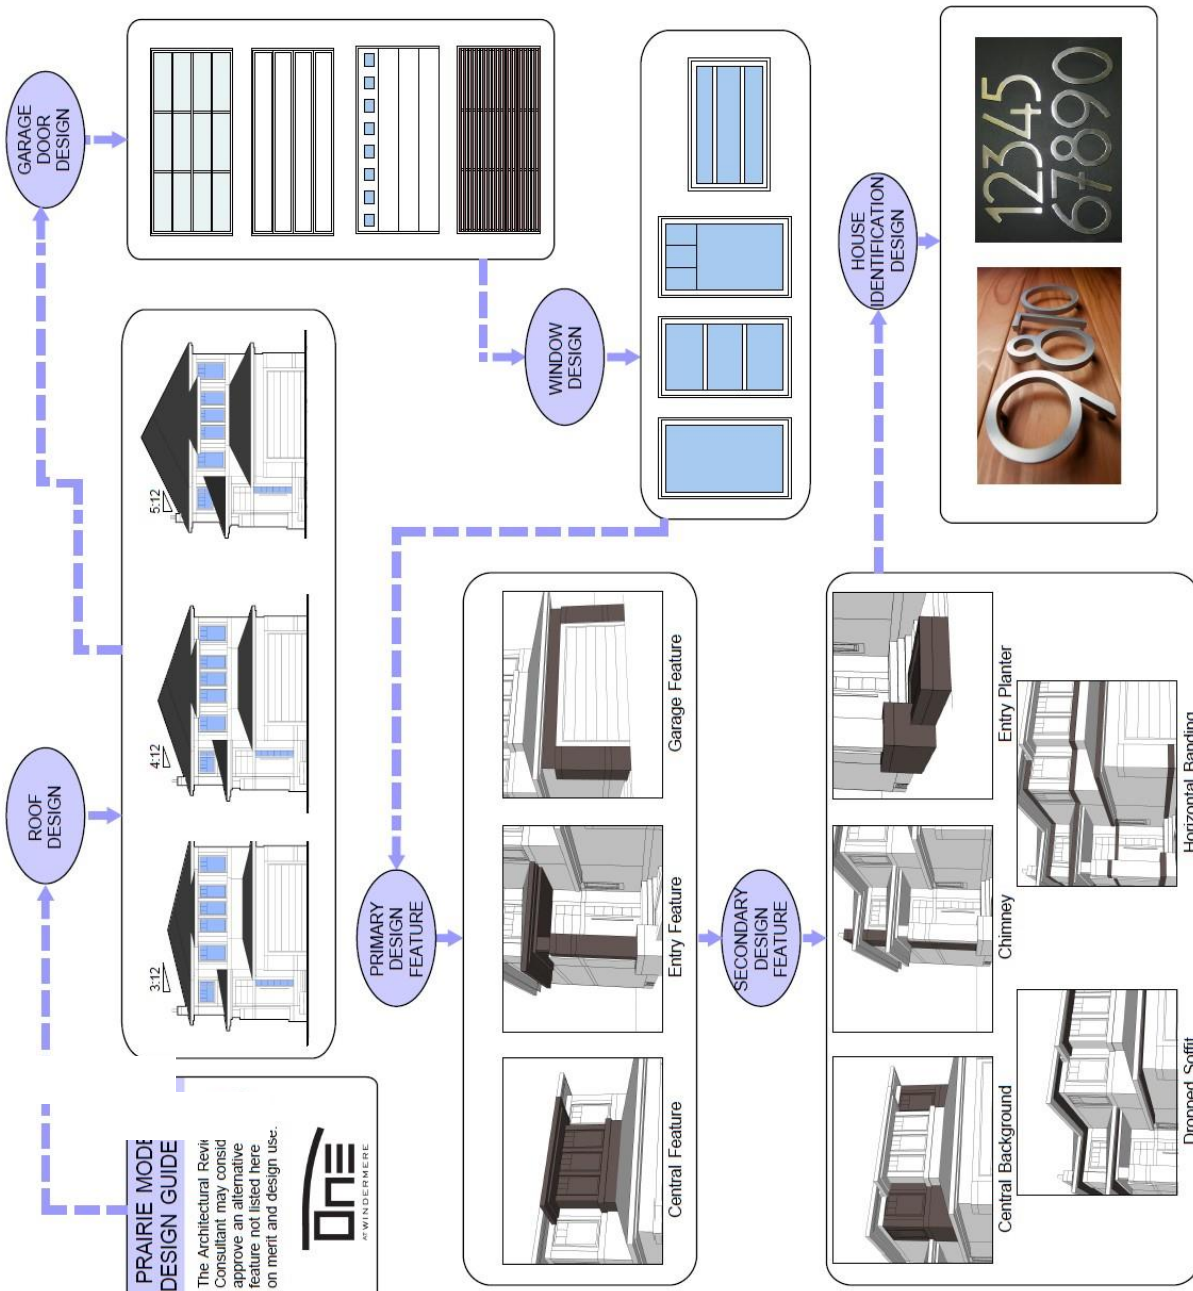 PRAIRIE MODE
DESIGN GUIDE
The Architectural Revi
Consultant may consid
approve an alternative
feature not listed here
on merit and design use.
ONE
AT WINDERMERE
ROOF
DESIGN
3:12
4:12
5:12
GARAGE
DOOR
DESIGN
WINDOW
DESIGN
PRIMARY
DESIGN
FEATURE
Central Feature
Entry Feature
Garage Feature
SECONDARY
DESIGN
FEATURE
Central Background
Chimney
Entry Planter
Dropped Soffit
Horizontal Banding
HOUSE
IDENTIFICATION
DESIGN
9810
12345
67890